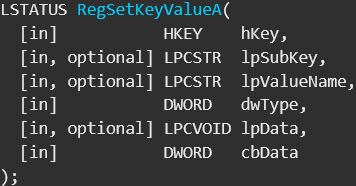 LSTATUS RegSetKeyValueA(
  [in]           HKEY    hKey,
  [in, optional] LPCSTR  lpSubKey,
  [in, optional] LPCSTR  lpValueName,
  [in]           DWORD   dwType,
  [in, optional] LPCVOID lpData,
  [in]           DWORD   cbData
);